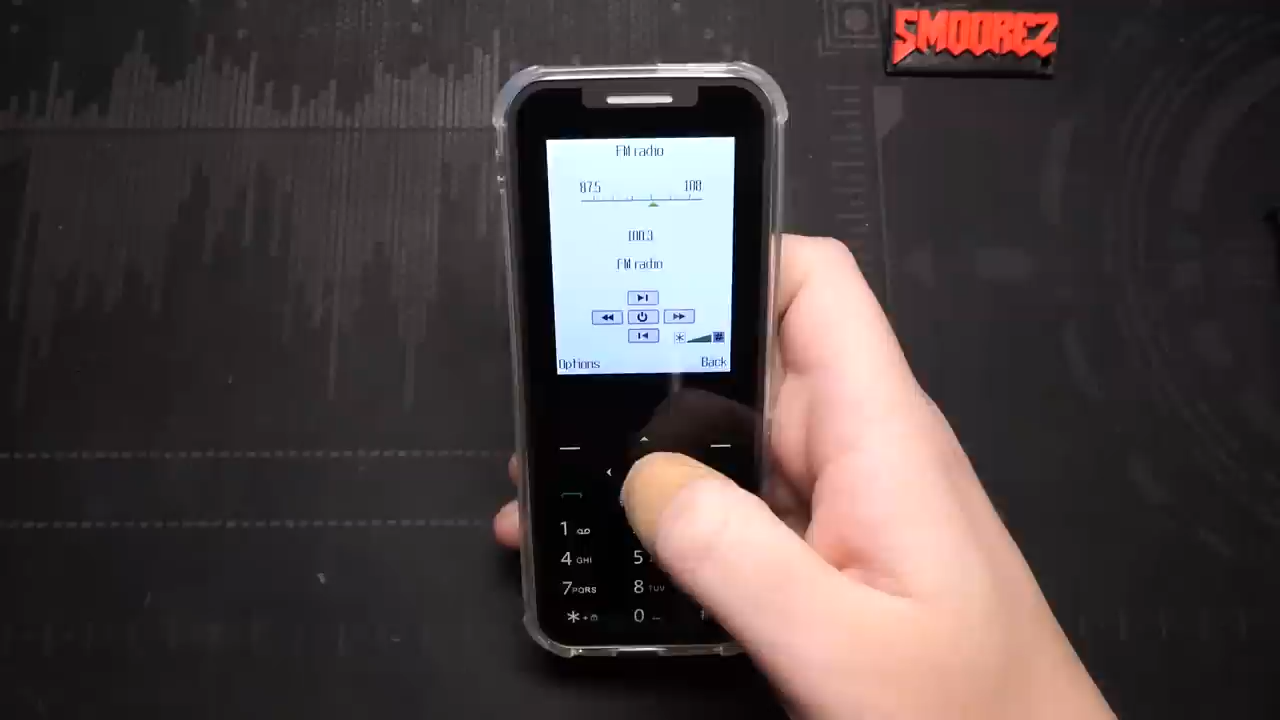 SMOOREZ
FM radio
87.5 108
100.3
FM radio
* #
Options Back
1
4 GHI 5
7PQRS 8 TUV
* + 0 _